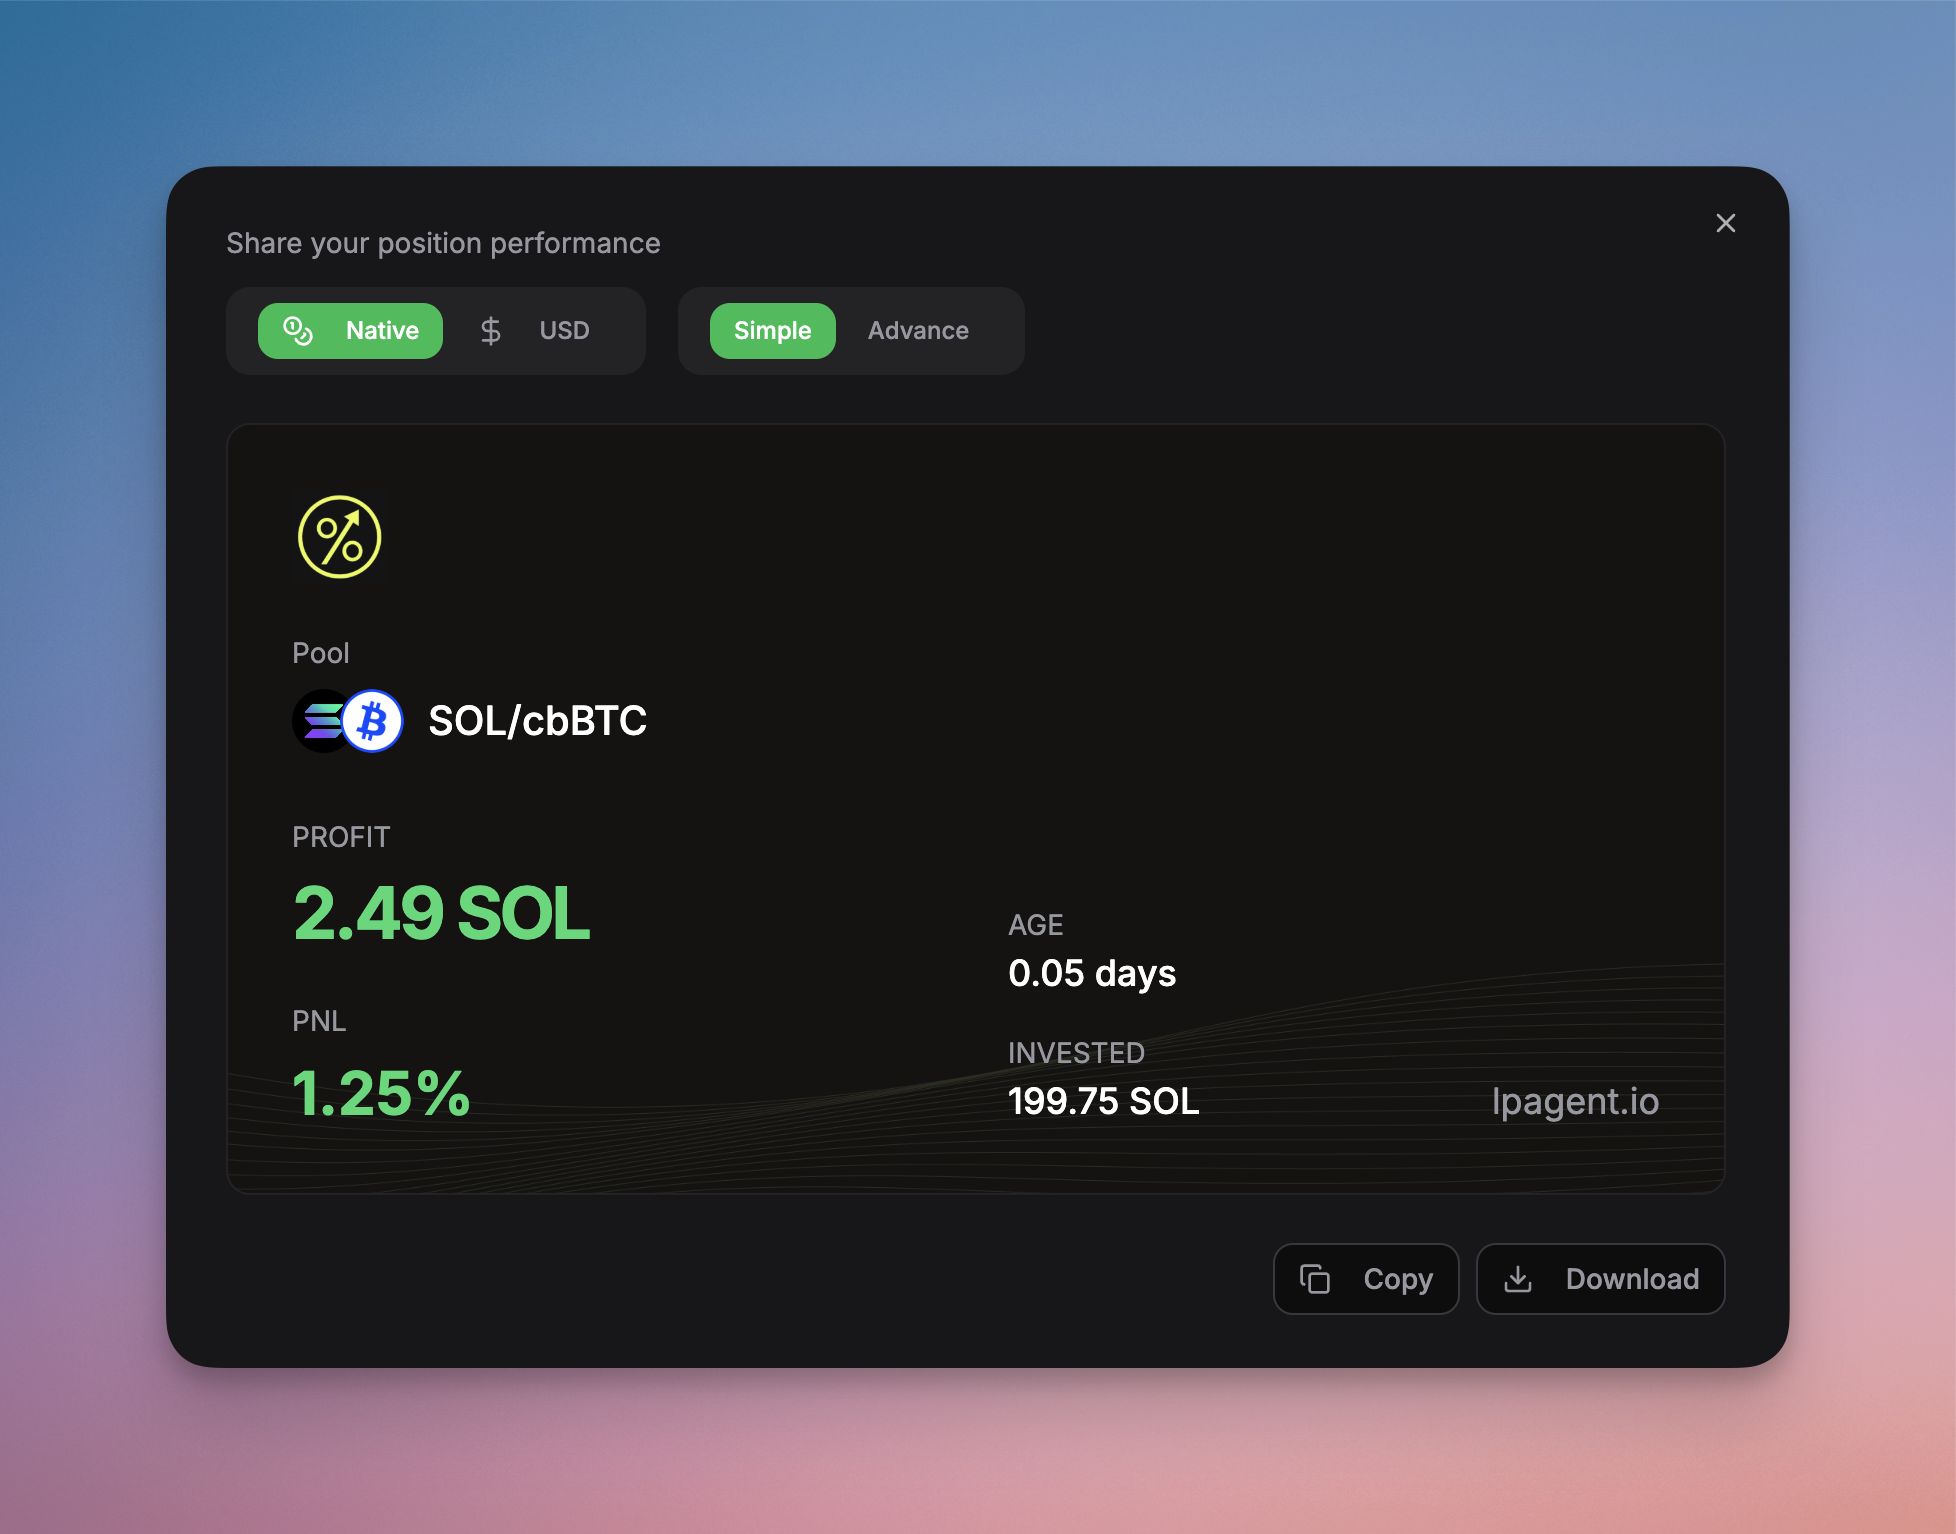 Share your position performance
Native USD Simple Advance
Pool
SOL/cbBTC
PROFIT
2.49 SOL
PNL
1.25%
AGE
0.05 days
INVESTED
199.75 SOL
lpagent.io
Copy Download